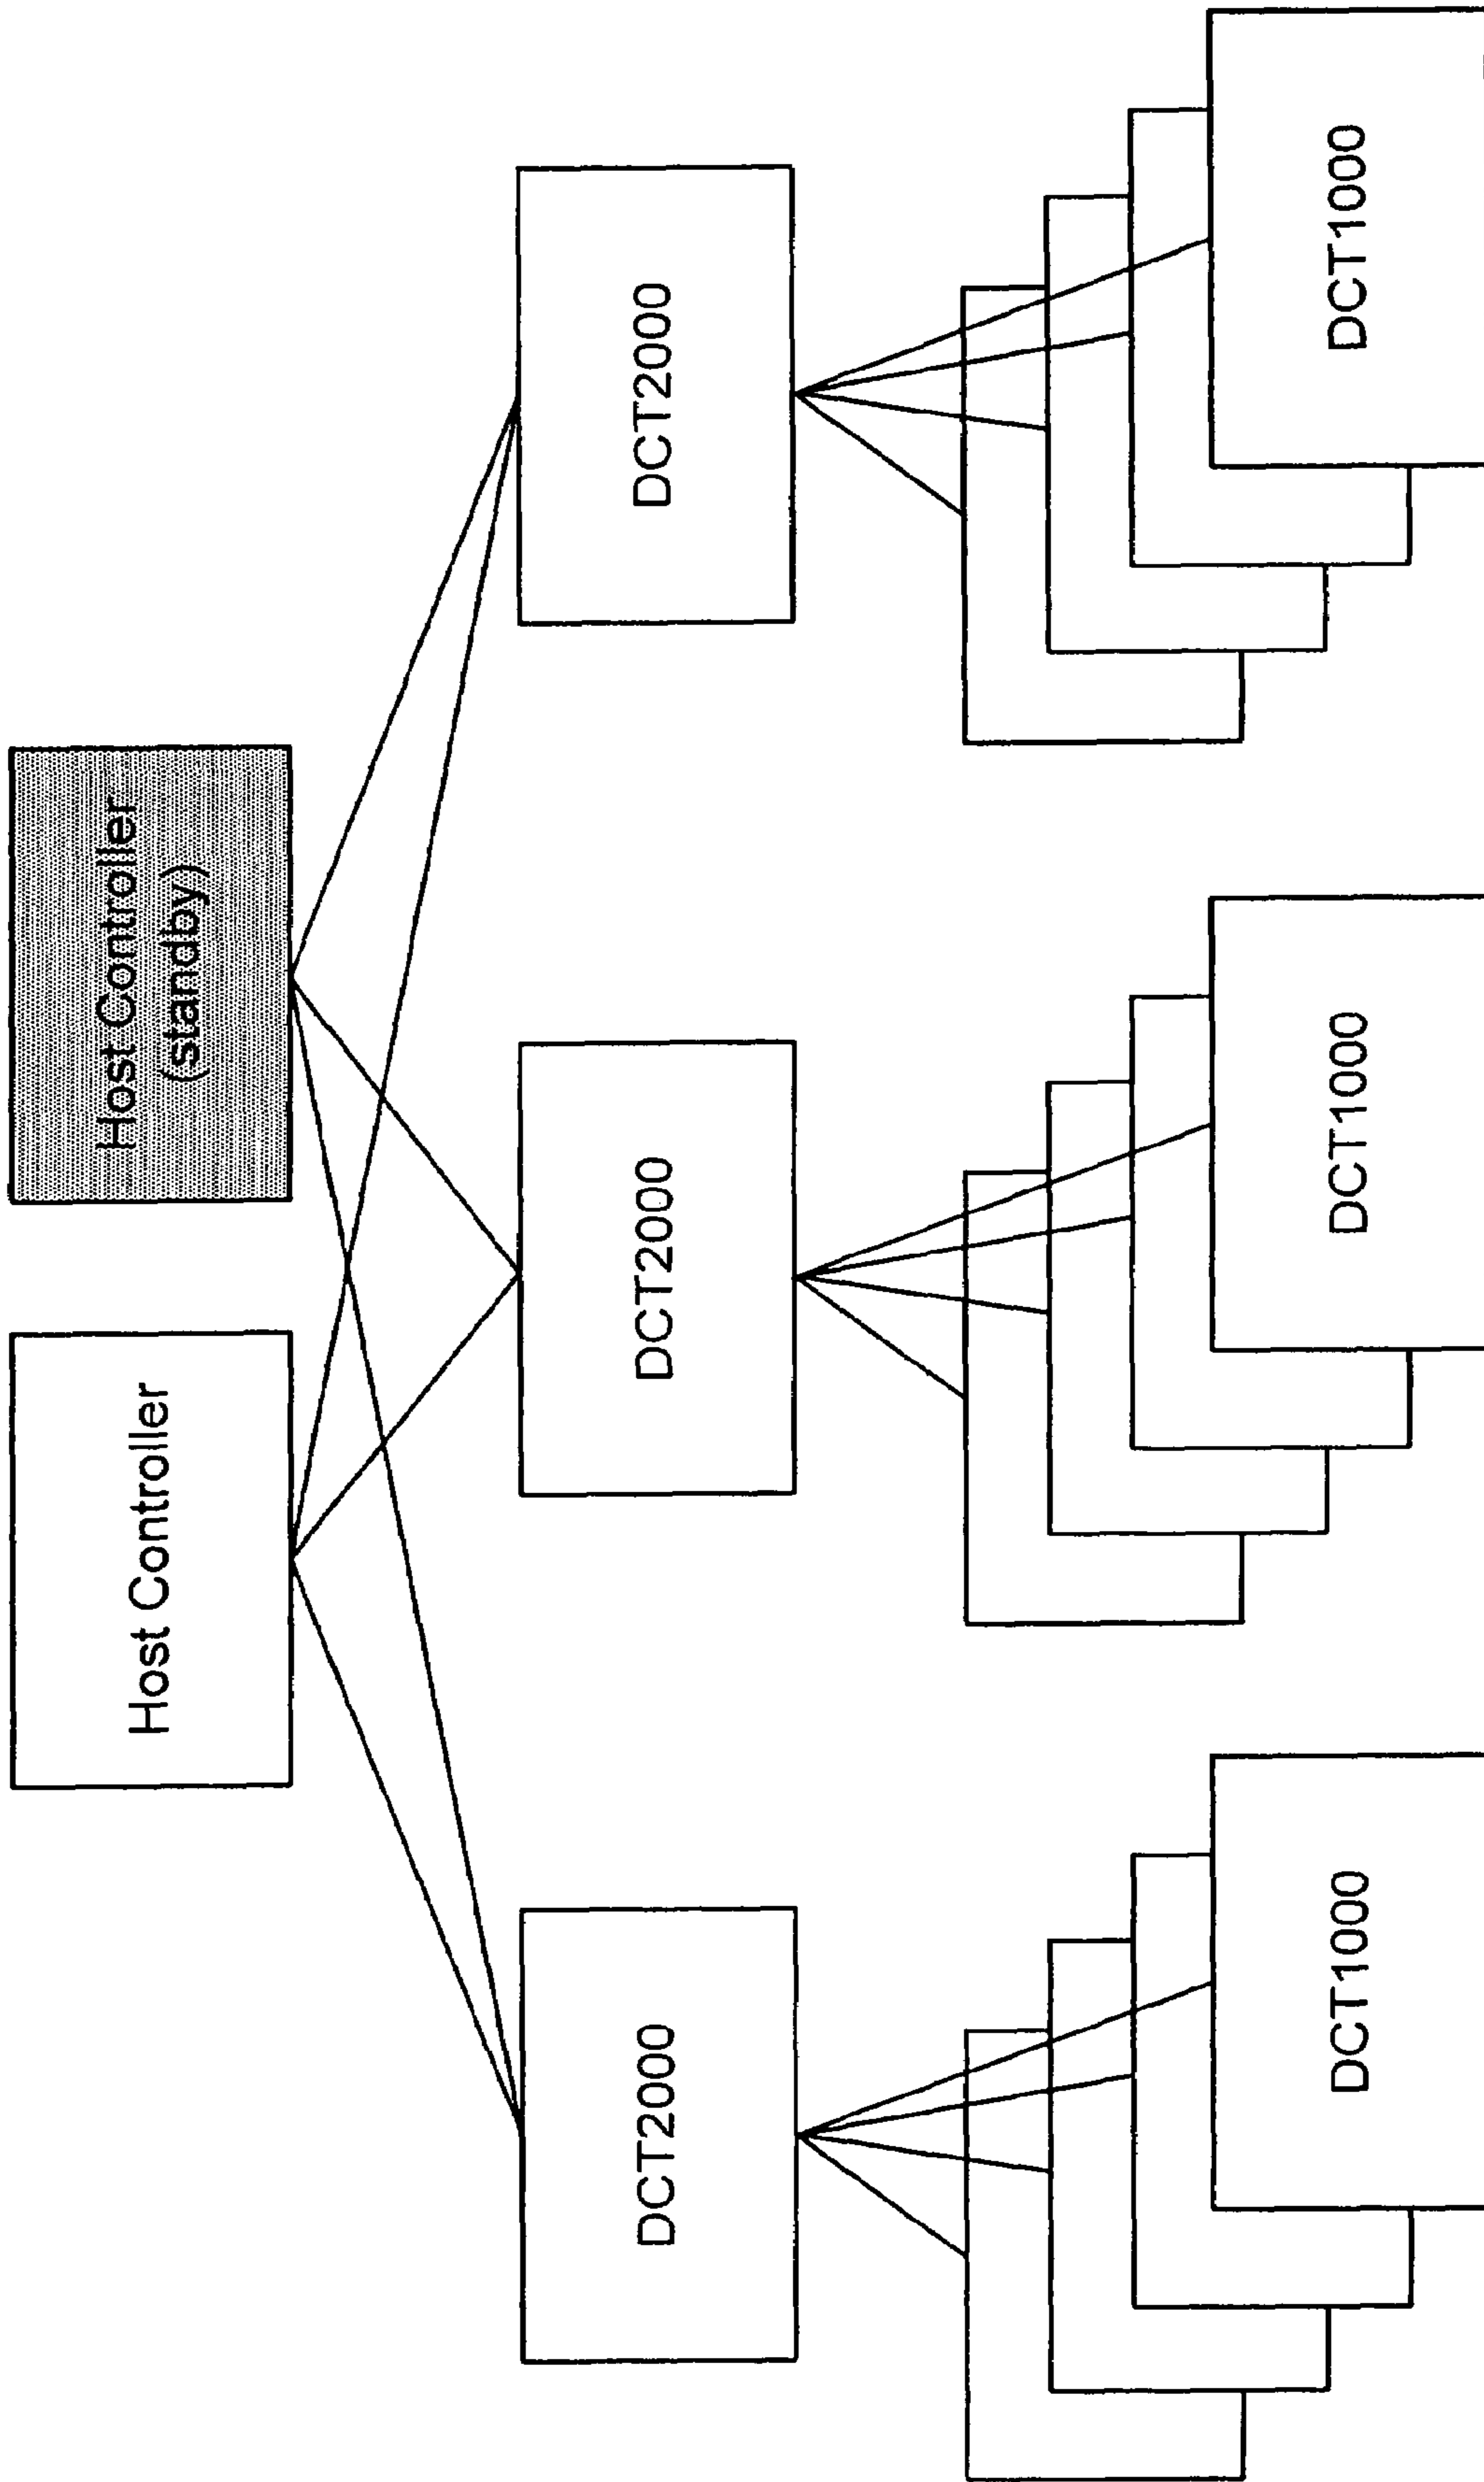 Host Controller
Host Controller
(standby)
DCT2000
DCT2000
DCT2000
DCT1000
DCT1000
DCT1000